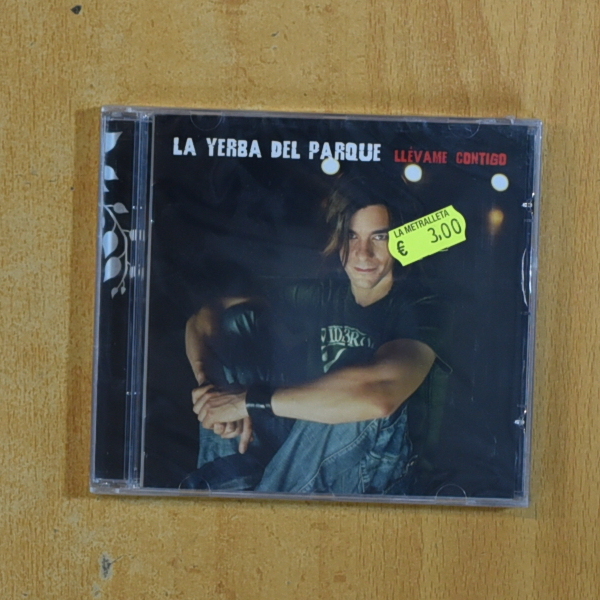 LA YERBA DEL PARQUE LLÉVAME CONTIGO
LA METRALLETA
€ 3.00